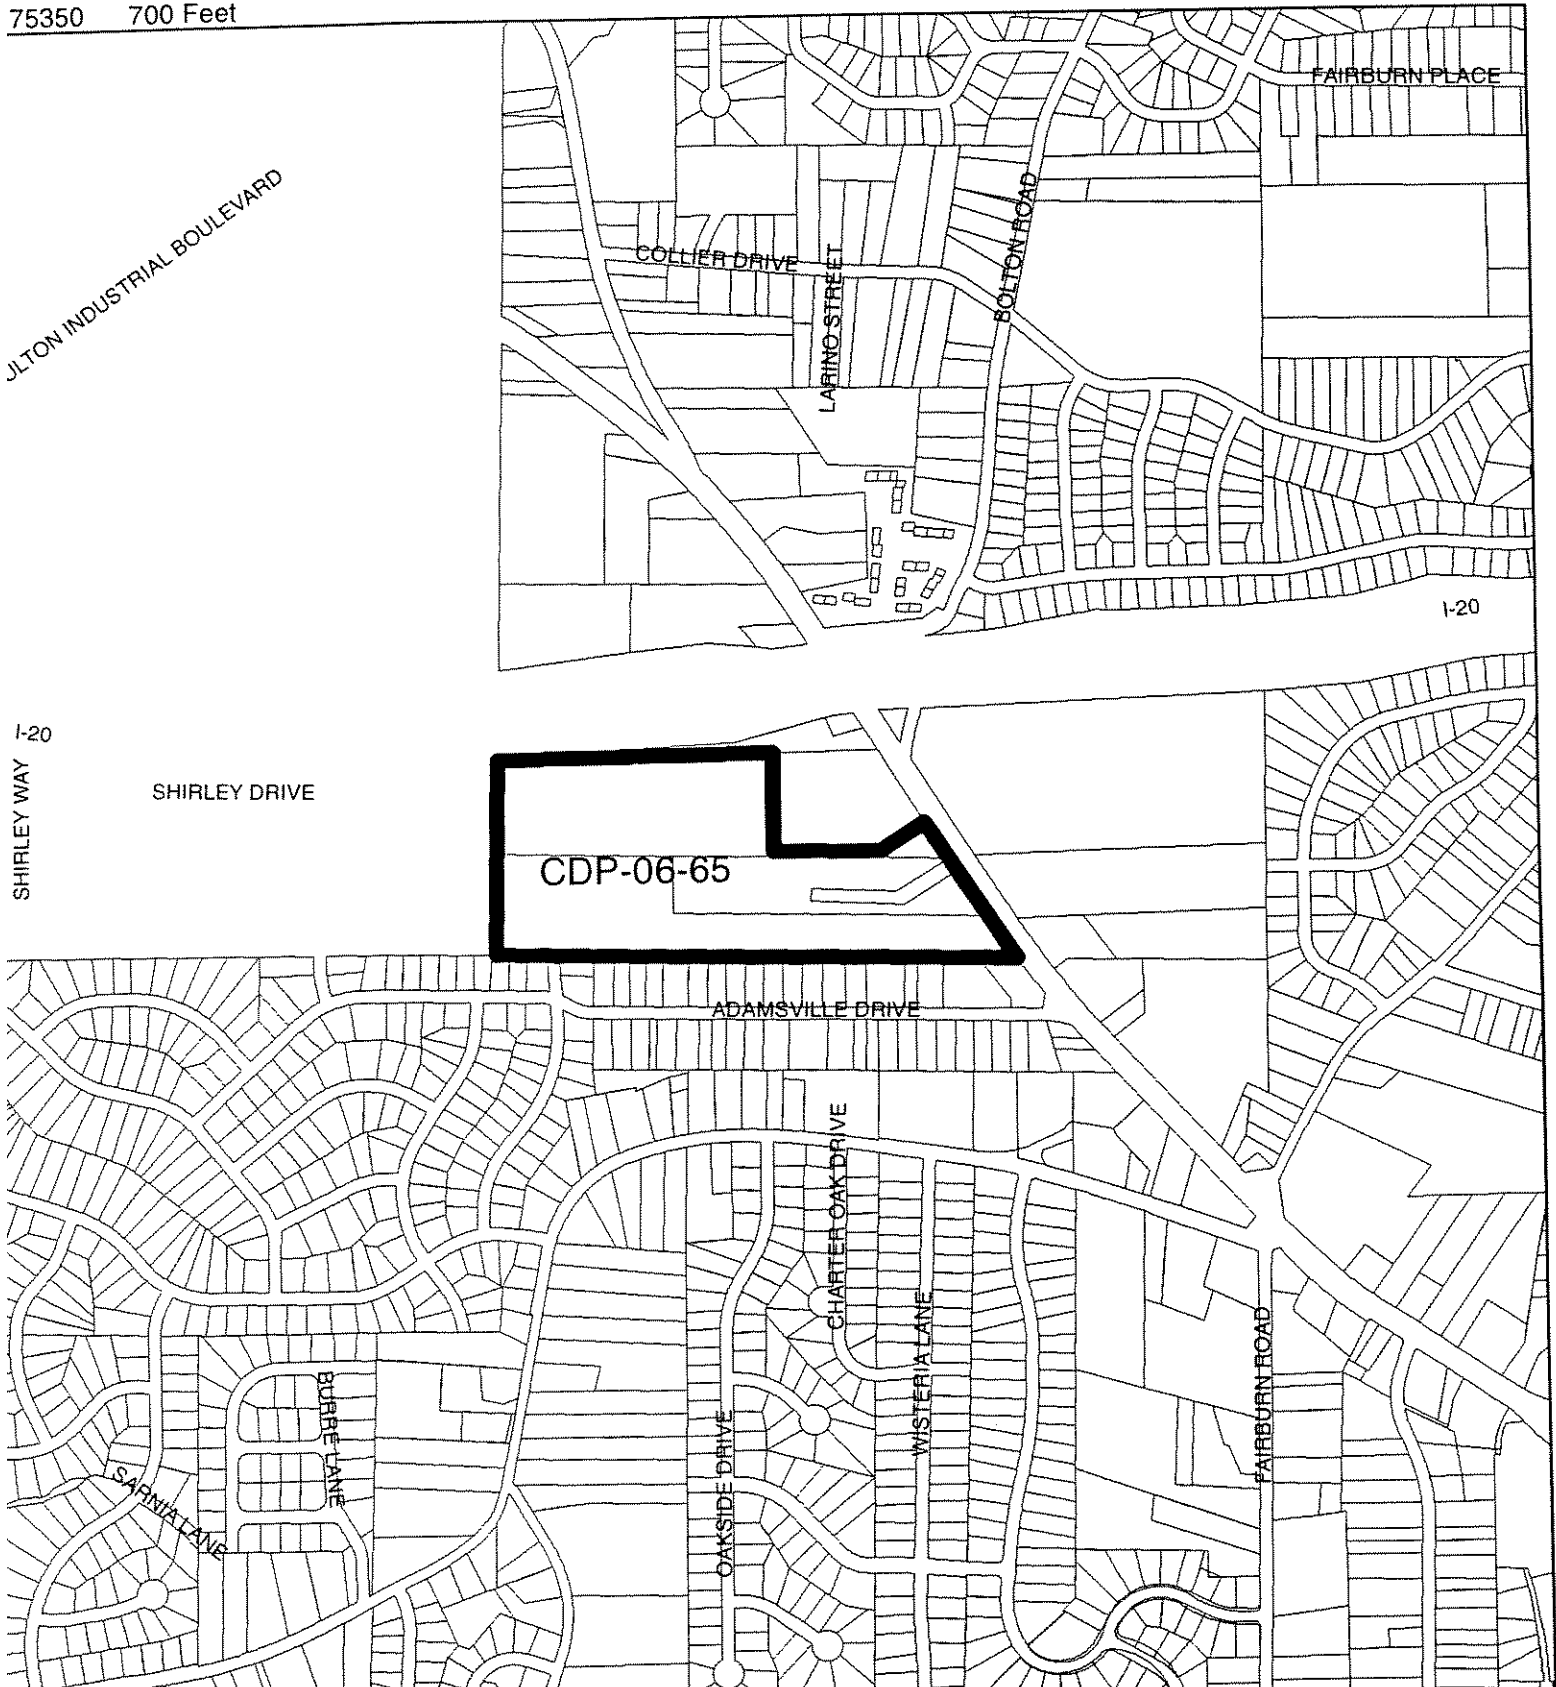 75350 700 Feet
FAIRBURN PLACE
ULTON INDUSTRIAL BOULEVARD
BOLTON ROAD
COLLIER DRIVE
LARINO STREET
I-20
I-20
SHIRLEY WAY
SHIRLEY DRIVE
CDP-06-65
ADAMSVILLE DRIVE
CHARTER OAK DRIVE
WISTERIA LANE
FAIRBURN ROAD
BURRE LANE
OAKSIDE DRIVE
SARNIA LANE